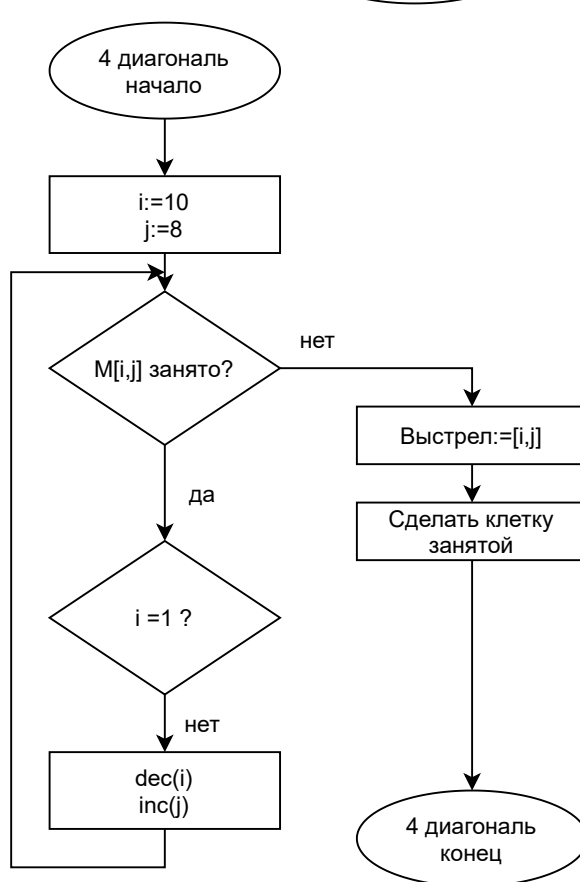 4 диагональ
начало
i:=10
j:=8
M[i,j] занято?
нет
Выстрел:=[i,j]
да
Сделать клетку
занятой
i =1 ?
нет
dec(i)
inc(j)
4 диагональ
конец